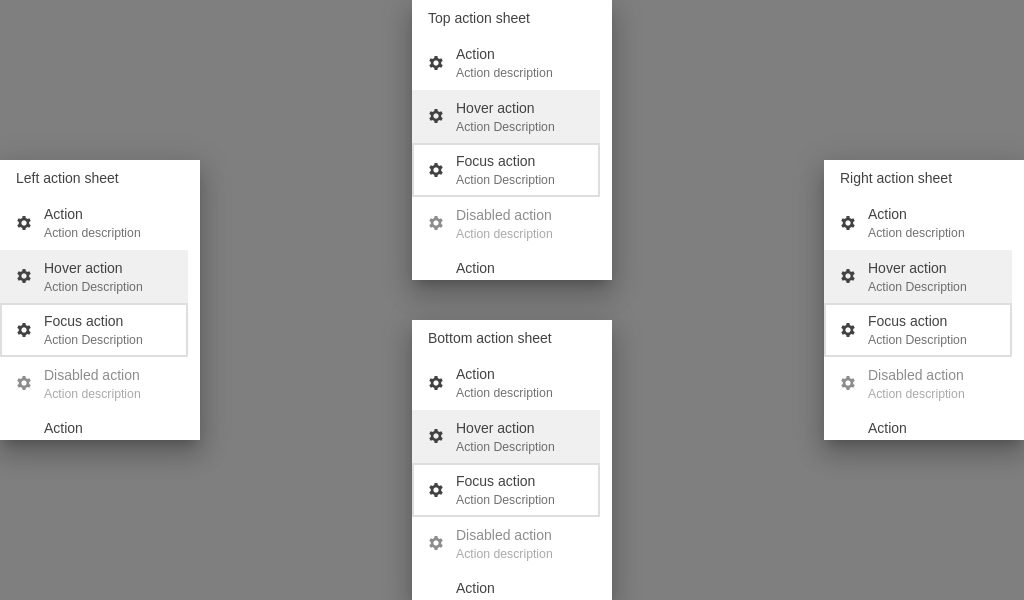 Top action sheet
Action
Action description
Hover action
Action Description
Focus action
Action Description
Disabled action
Action description
Action
Left action sheet
Action
Action description
Hover action
Action Description
Focus action
Action Description
Disabled action
Action description
Action
Right action sheet
Action
Action description
Hover action
Action Description
Focus action
Action Description
Disabled action
Action description
Action
Bottom action sheet
Action
Action description
Hover action
Action Description
Focus action
Action Description
Disabled action
Action description
Action